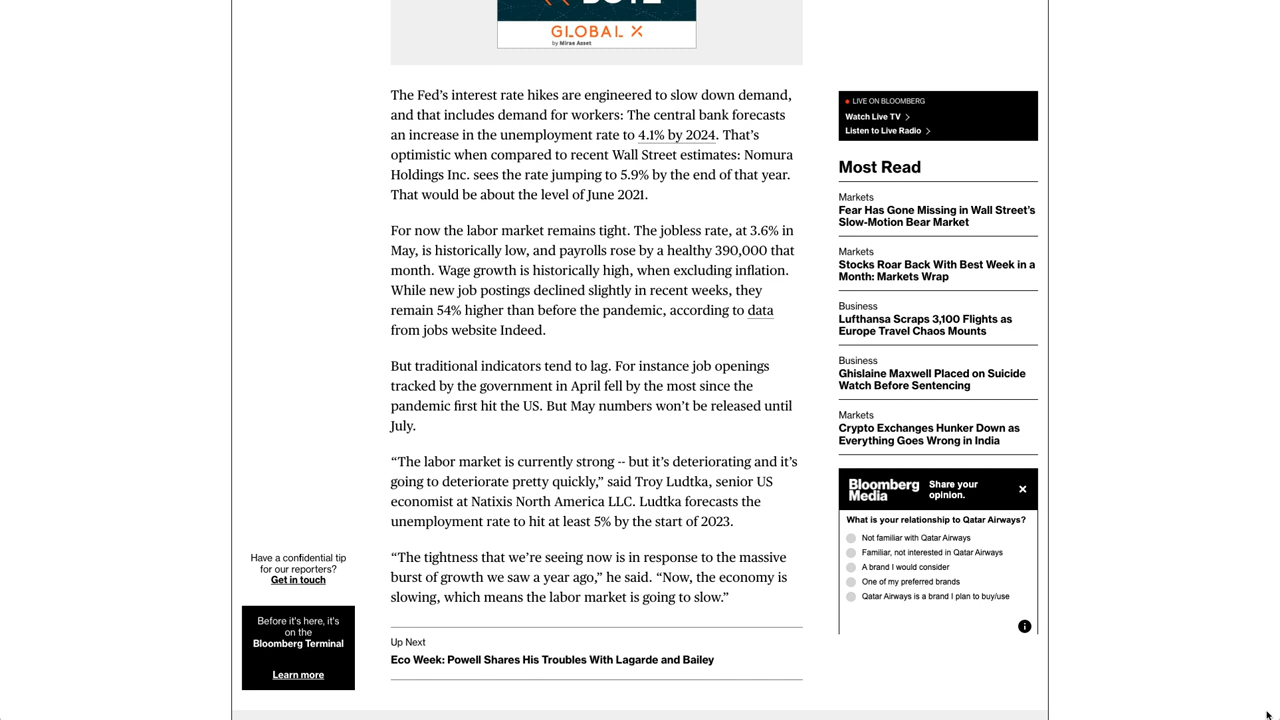 GLOBAL X
by Mirae Asset
The Fed’s interest rate hikes are engineered to slow down demand,
and that includes demand for workers: The central bank forecasts
an increase in the unemployment rate to 4.1% by 2024. That’s
optimistic when compared to recent Wall Street estimates: Nomura
Holdings Inc. sees the rate jumping to 5.9% by the end of that year.
That would be about the level of June 2021.
For now the labor market remains tight. The jobless rate, at 3.6% in
May, is historically low, and payrolls rose by a healthy 390,000 that
month. Wage growth is historically high, when excluding inflation.
While new job postings declined slightly in recent weeks, they
remain 54% higher than before the pandemic, according to data
from jobs website Indeed.
But traditional indicators tend to lag. For instance job openings
tracked by the government in April fell by the most since the
pandemic first hit the US. But May numbers won’t be released until
July.
“The labor market is currently strong -- but it’s deteriorating and it’s
going to deteriorate pretty quickly,” said Troy Ludtka, senior US
economist at Natixis North America LLC. Ludtka forecasts the
unemployment rate to hit at least 5% by the start of 2023.
“The tightness that we’re seeing now is in response to the massive
burst of growth we saw a year ago,” he said. “Now, the economy is
slowing, which means the labor market is going to slow.”
Up Next
Eco Week: Powell Shares His Troubles With Lagarde and Bailey
Have a confidential tip
for our reporters?
Get in touch
Before it's here, it's
on the
Bloomberg Terminal
Learn more
LIVE ON BLOOMBERG
Watch Live TV
Listen to Live Radio
Most Read
Markets
Fear Has Gone Missing in Wall Street’s
Slow-Motion Bear Market
Markets
Stocks Roar Back With Best Week in a
Month: Markets Wrap
Business
Lufthansa Scraps 3,100 Flights as
Europe Travel Chaos Mounts
Business
Ghislaine Maxwell Placed on Suicide
Watch Before Sentencing
Markets
Crypto Exchanges Hunker Down as
Everything Goes Wrong in India
Bloomberg
Media
Share your
opinion.
What is your relationship to Qatar Airways?
Not familiar with Qatar Airways
Familiar, not interested in Qatar Airways
A brand I would consider
One of my preferred brands
Qatar Airways is a brand I plan to buy/use